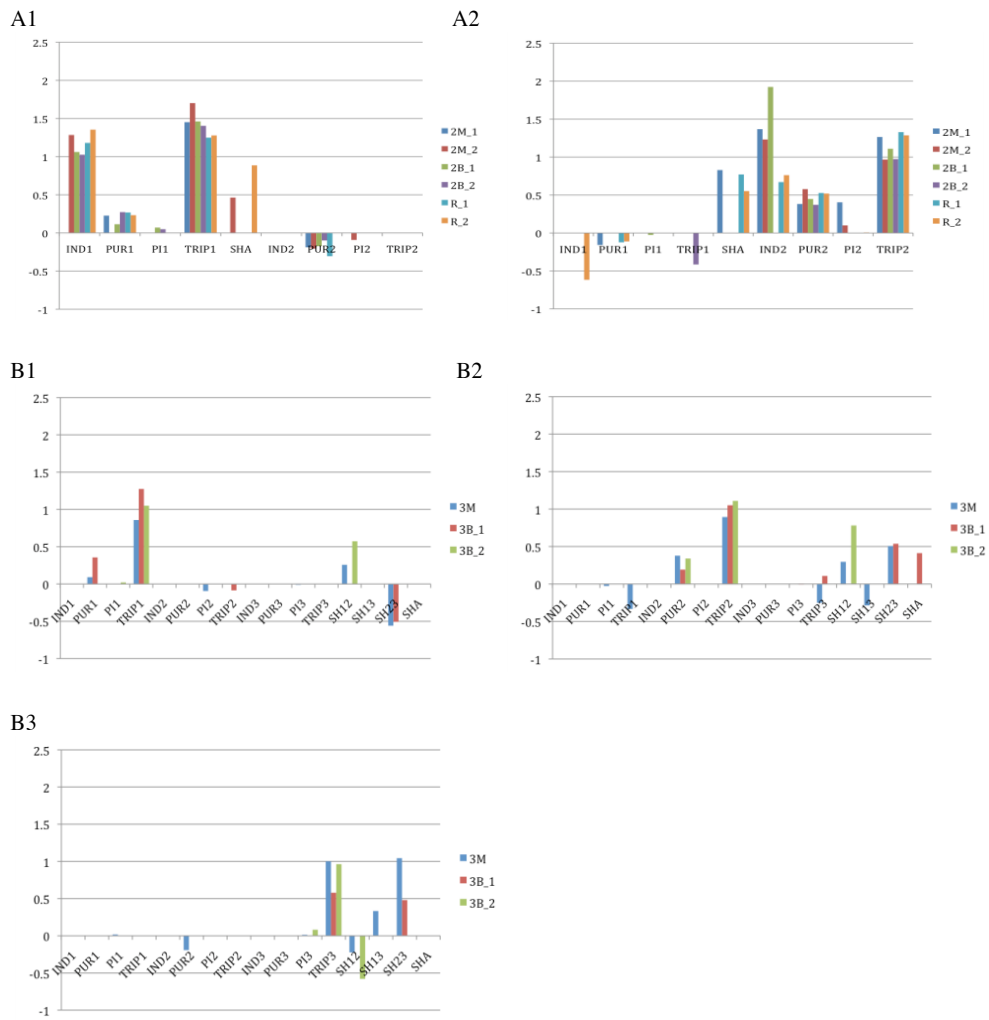 A1 A2
2.5
2
1.5
1
0.5
0
-0.5
-1
IND1 PUR1 PI1 TRIP1 SHA IND2 PUR2 PI2 TRIP2
2M_1
2M_2
2B_1
2B_2
R_1
R_2
2.5
2
1.5
1
0.5
0
-0.5
-1
IND1 PUR1 PI1 TRIP1 SHA IND2 PUR2 PI2 TRIP2
2M_1
2M_2
2B_1
2B_2
R_1
R_2
B1 B2
2.5
2
1.5
1
0.5
0
-0.5
-1
IND1 PUR1 PI1 TRIP1 IND2 PUR2 PI2 TRIP2 IND3 PUR3 PI3 TRIP3 SH12 SH13 SH23 SHA
3M
3B_1
3B_2
2.5
2
1.5
1
0.5
0
-0.5
-1
IND1 PUR1 PI1 TRIP1 IND2 PUR2 PI2 TRIP2 IND3 PUR3 PI3 TRIP3 SH12 SH13 SH23 SHA
3M
3B_1
3B_2
B3
2.5
2
1.5
1
0.5
0
-0.5
-1
IND1 PUR1 PI1 TRIP1 IND2 PUR2 PI2 TRIP2 IND3 PUR3 PI3 TRIP3 SH12 SH13 SH23 SHA
3M
3B_1
3B_2